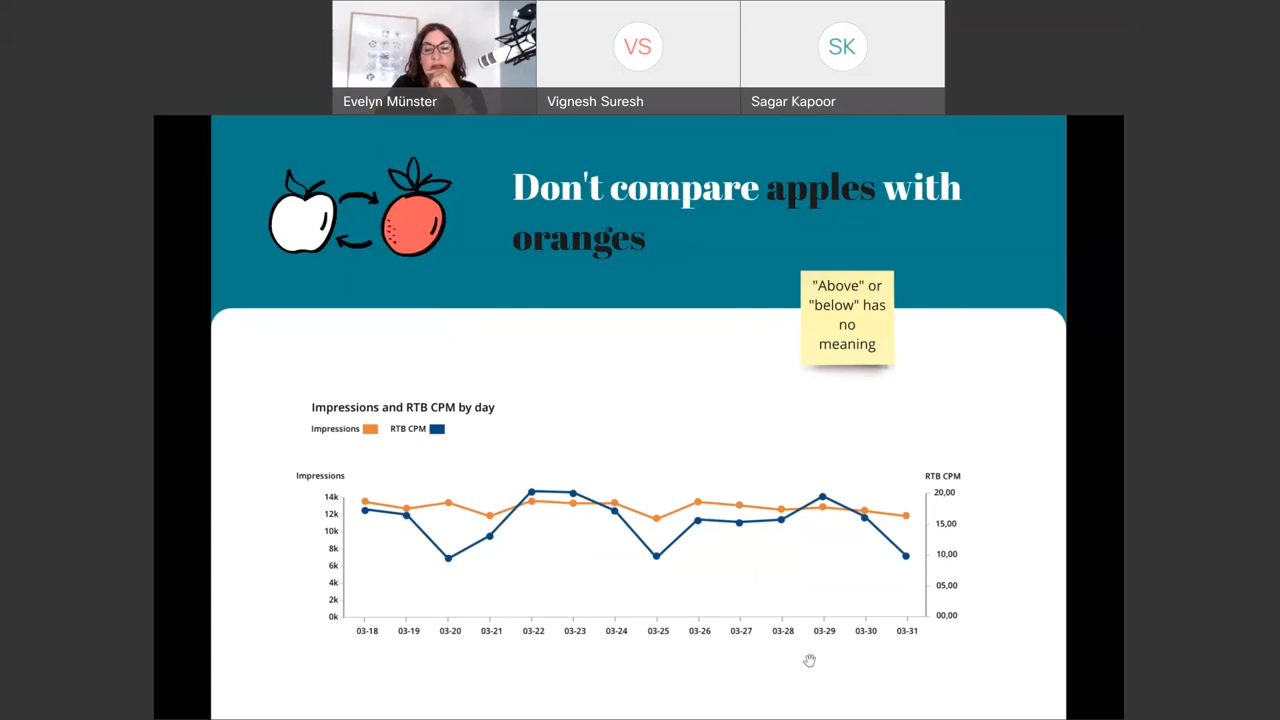 VS
SK
Evelyn Münster
Vignesh Suresh
Sagar Kapoor
Don't compare apples with
oranges
"Above" or
"below" has
no
meaning
Impressions and RTB CPM by day
Impressions RTB CPM
Impressions
RTB CPM
14k
12k
10k
8k
6k
4k
2k
0k
20,00
15,00
10,00
05,00
00,00
03-18 03-19 03-20 03-21 03-22 03-23 03-24 03-25 03-26 03-27 03-28 03-29 03-30 03-31